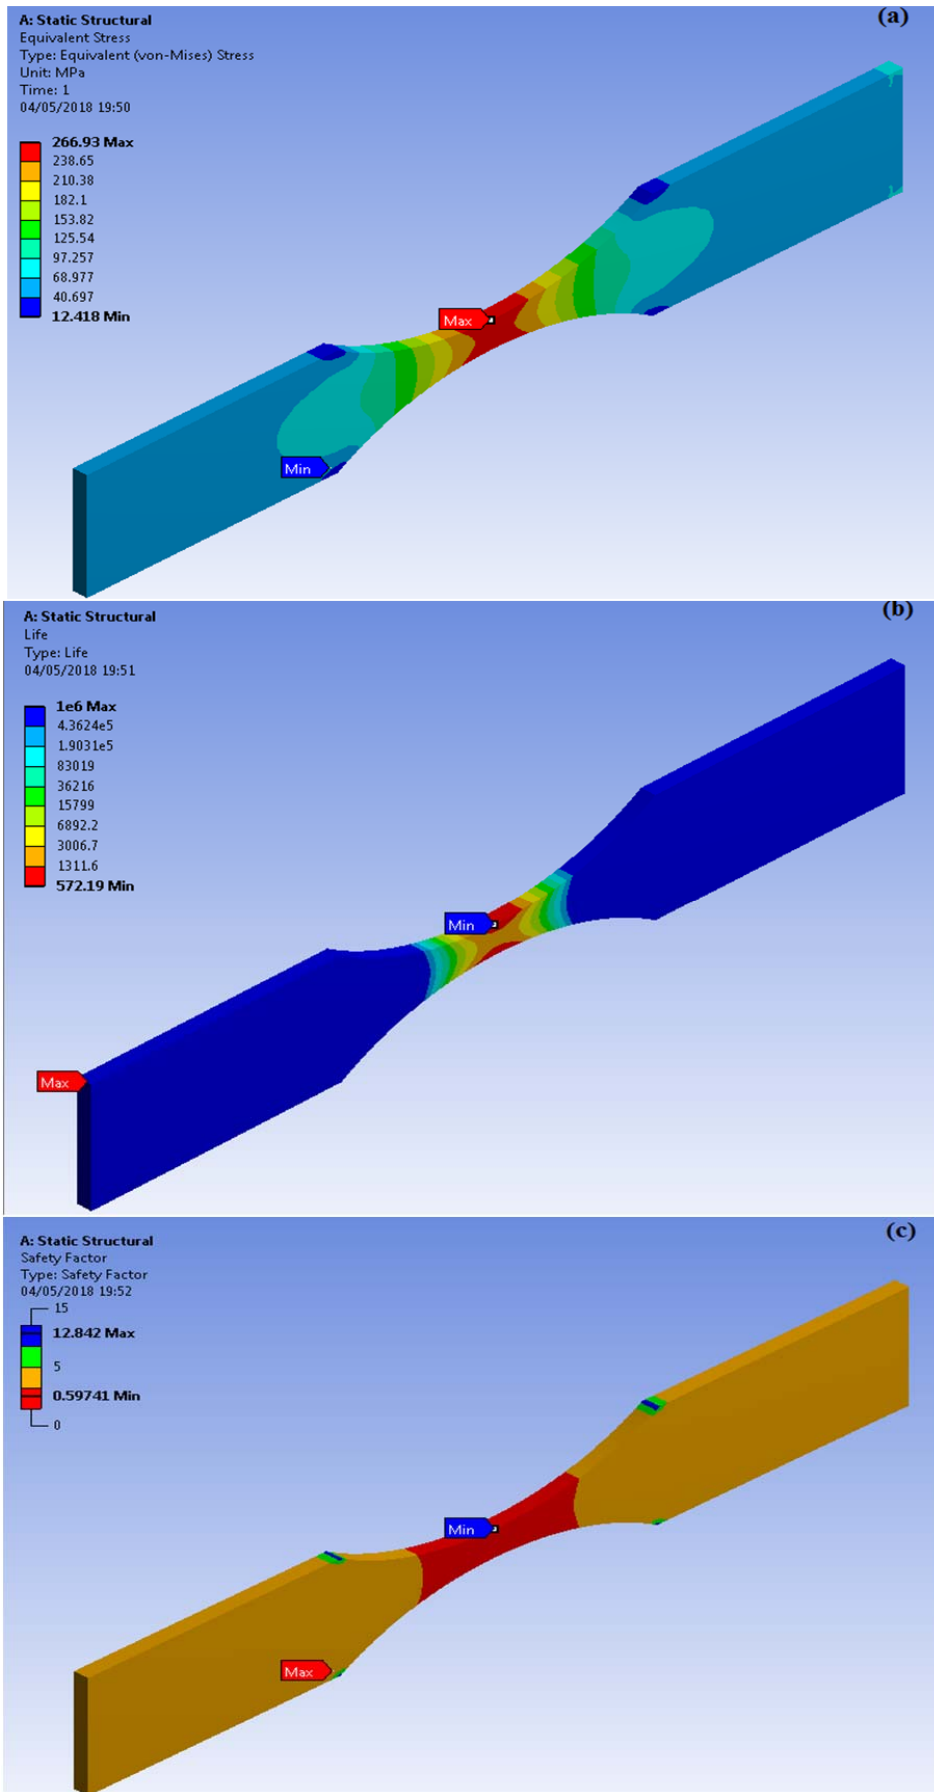 (a)
A: Static Structural
Equivalent Stress
Type: Equivalent (von-Mises) Stress
Unit: MPa
Time: 1
04/05/2018 19:50
266.93 Max
238.65
210.38
182.1
153.82
125.54
97.257
68.977
40.697
12.418 Min
Max
Min
(b)
A: Static Structural
Life
Type: Life
04/05/2018 19:51
1e6 Max
4.3624e5
1.9031e5
83019
36216
15799
6892.2
3006.7
1311.6
572.19 Min
Min
Max
(c)
A: Static Structural
Safety Factor
Type: Safety Factor
04/05/2018 19:52
15
12.842 Max
5
0.59741 Min
0
Min
Max